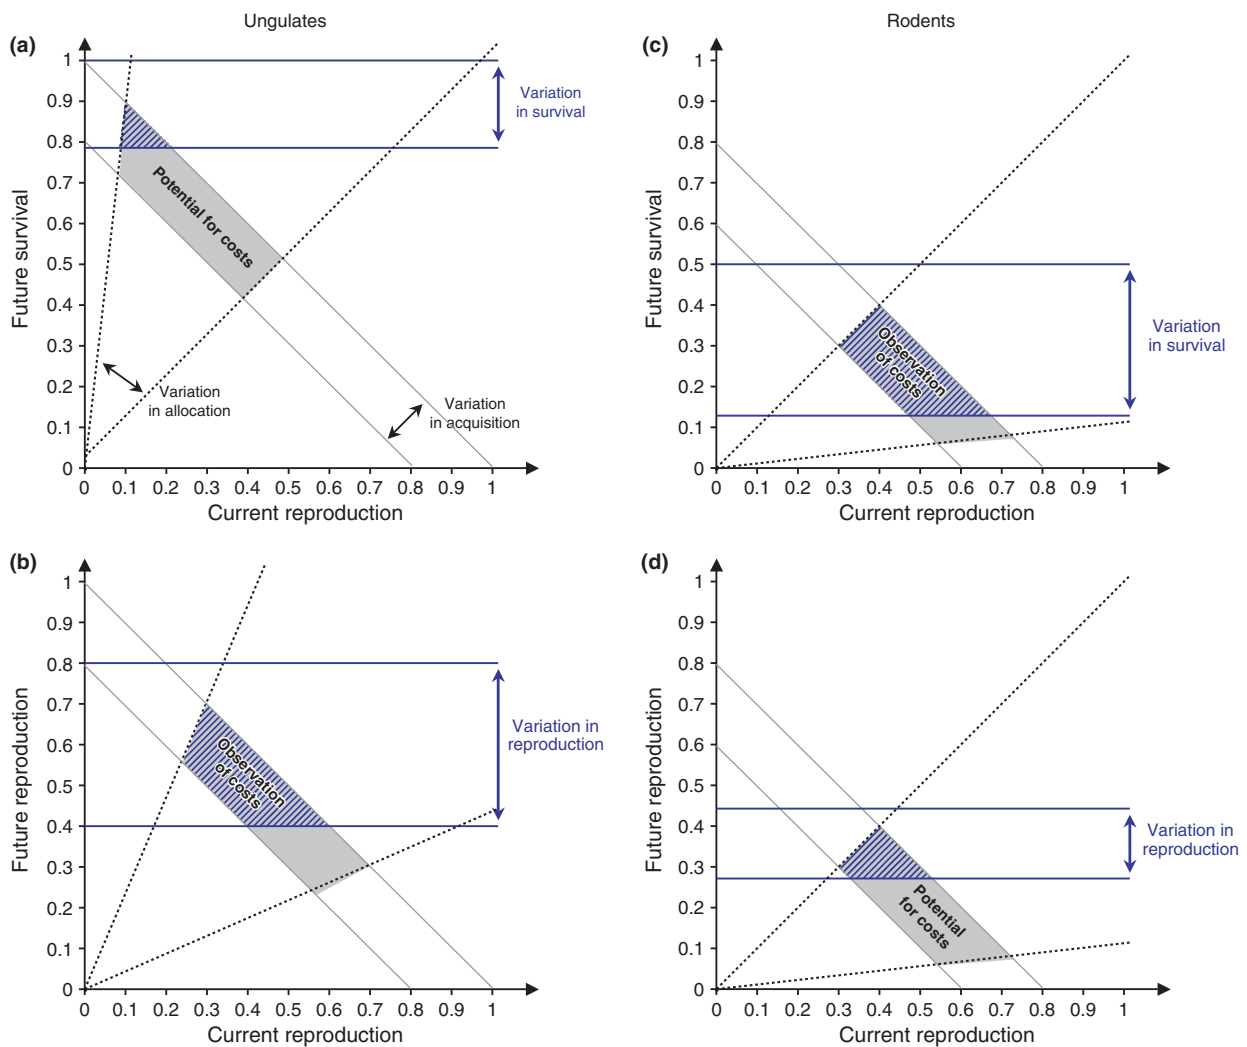 Ungulates
Rodents
(a)
1
0.9
0.8
0.7
0.6
0.5
0.4
0.3
0.2
0.1
0
Future survival
Variation
in survival
Potential for costs
Variation
in allocation
Variation
in acquisition
0 0.1 0.2 0.3 0.4 0.5 0.6 0.7 0.8 0.9 1
Current reproduction
(c)
1
0.9
0.8
0.7
0.6
0.5
0.4
0.3
0.2
0.1
0
Future survival
Observation
of costs
Variation
in survival
0 0.1 0.2 0.3 0.4 0.5 0.6 0.7 0.8 0.9 1
Current reproduction
(b)
1
0.9
0.8
0.7
0.6
0.5
0.4
0.3
0.2
0.1
0
Future reproduction
Observation
of costs
Variation in
reproduction
0 0.1 0.2 0.3 0.4 0.5 0.6 0.7 0.8 0.9 1
Current reproduction
(d)
1
0.9
0.8
0.7
0.6
0.5
0.4
0.3
0.2
0.1
0
Future reproduction
Potential
for costs
Variation in
reproduction
0 0.1 0.2 0.3 0.4 0.5 0.6 0.7 0.8 0.9 1
Current reproduction